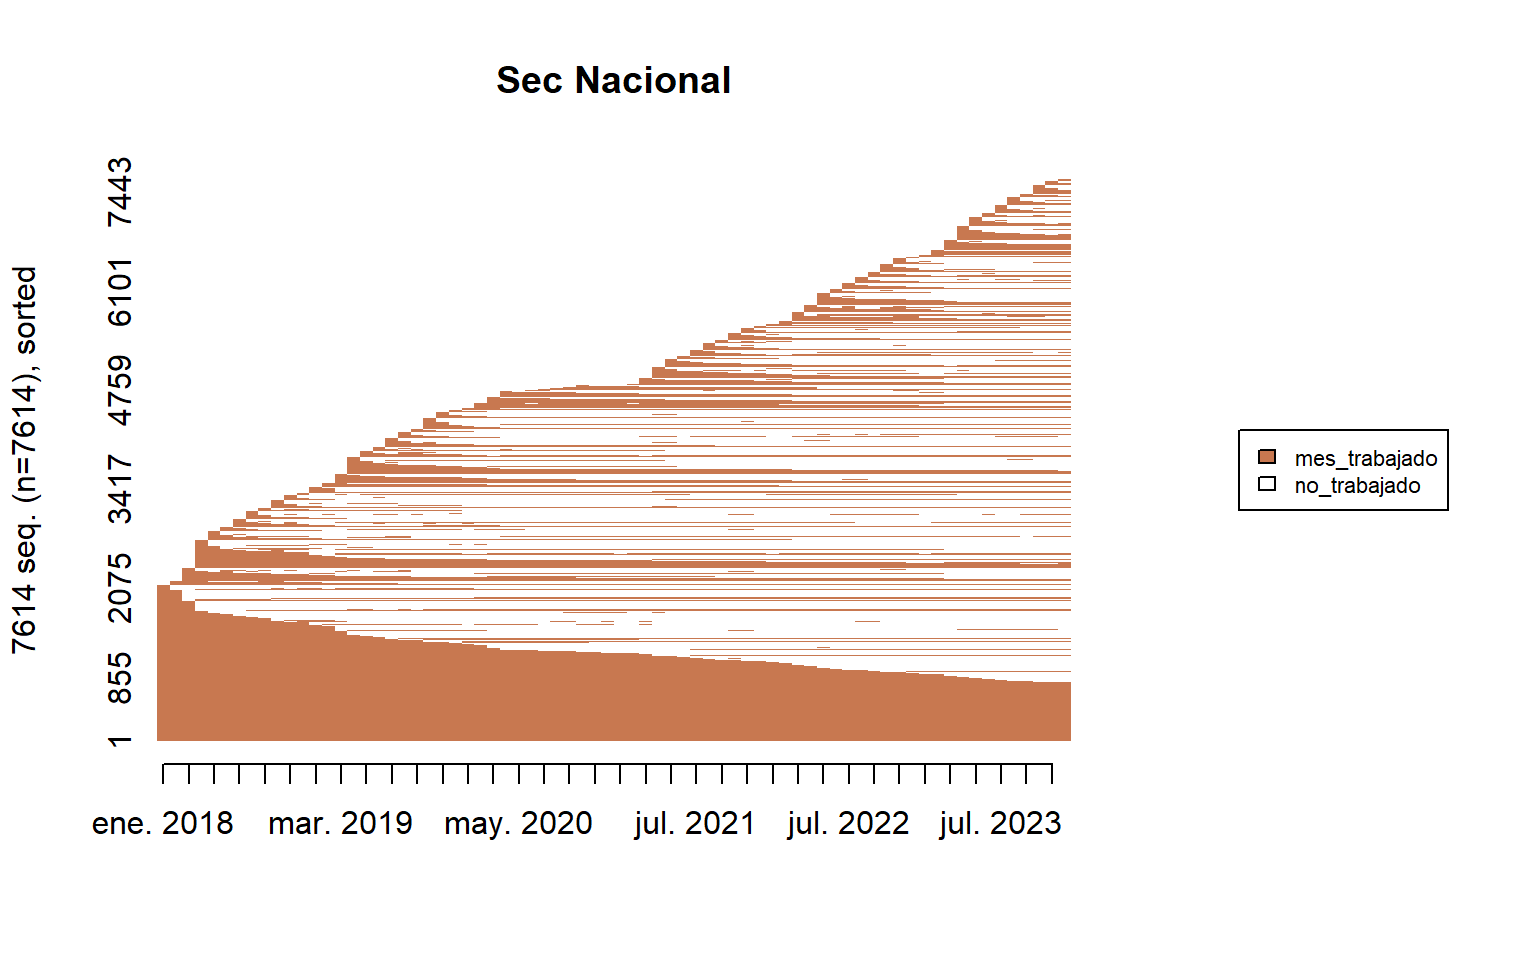 Sec Nacional
7614 seq. (n=7614), sorted
7443
6101
4759
3417
2075
855
1
ene. 2018 mar. 2019 may. 2020 jul. 2021 jul. 2022 jul. 2023
mes_trabajado
no_trabajado